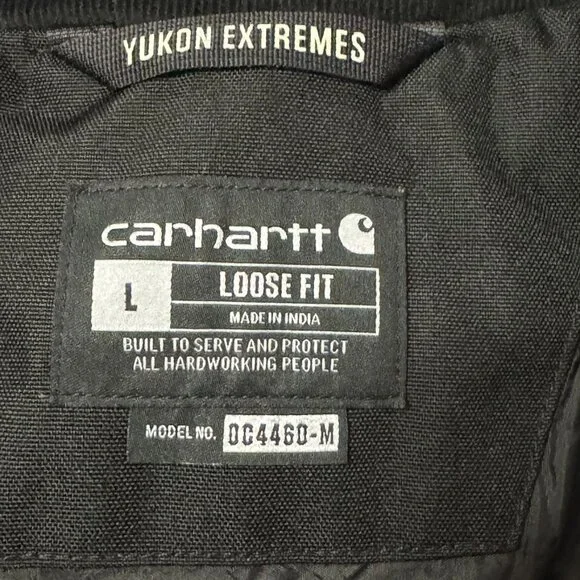 YUKON EXTREMES
carhartt
L
LOOSE FIT
MADE IN INDIA
BUILT TO SERVE AND PROTECT
ALL HARDWORKING PEOPLE
MODEL NO. OC4460-M